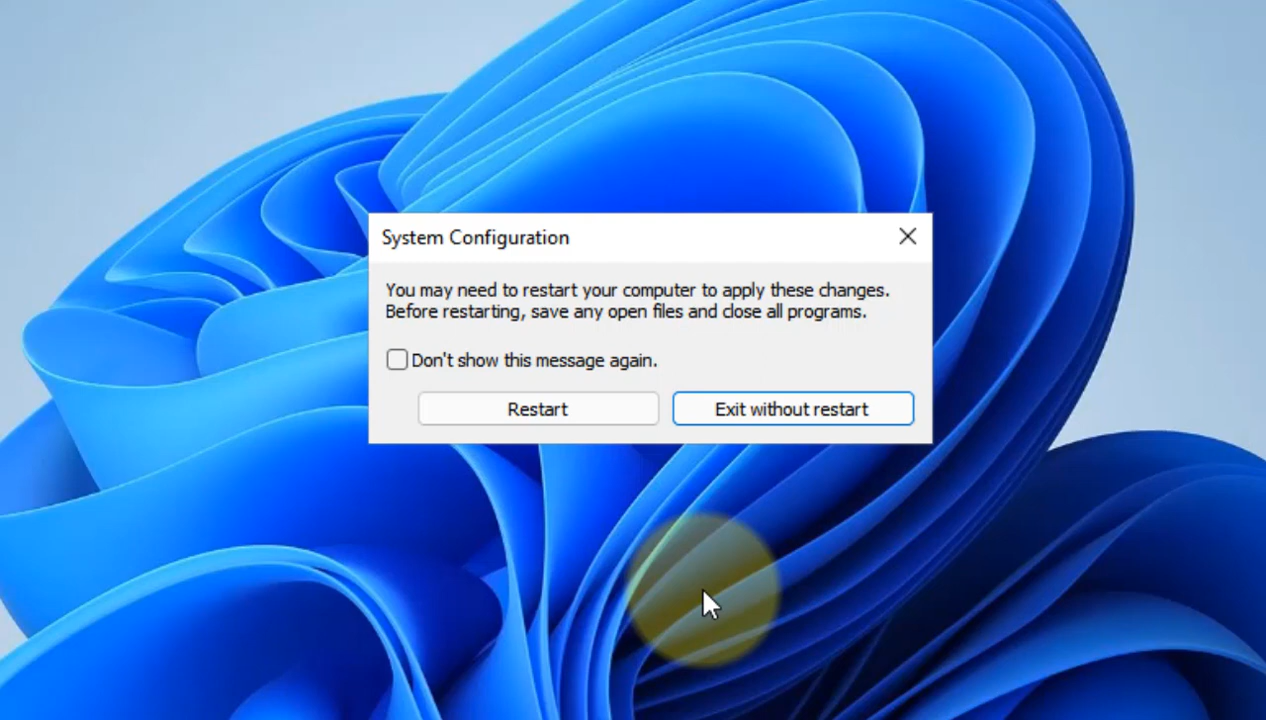 System Configuration
You may need to restart your computer to apply these changes.
Before restarting, save any open files and close all programs.
Don't show this message again.
Restart
Exit without restart